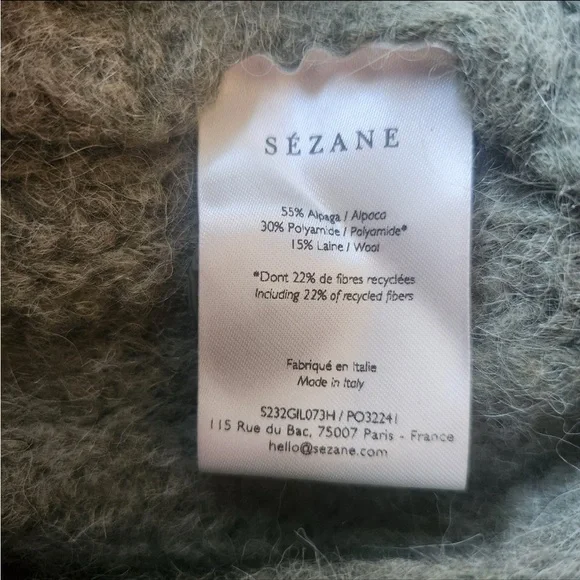 SÉZANE
55% Alpaga / Alpaca
30% Polyamide / Polyamide*
15% Laine / Wool
*Dont 22% de fibres recyclées
Including 22% of recycled fibers
Fabriqué en Italie
Made in Italy
S232GIL073H / PO32241
115 Rue du Bac, 75007 Paris - France
hello@sezane.com